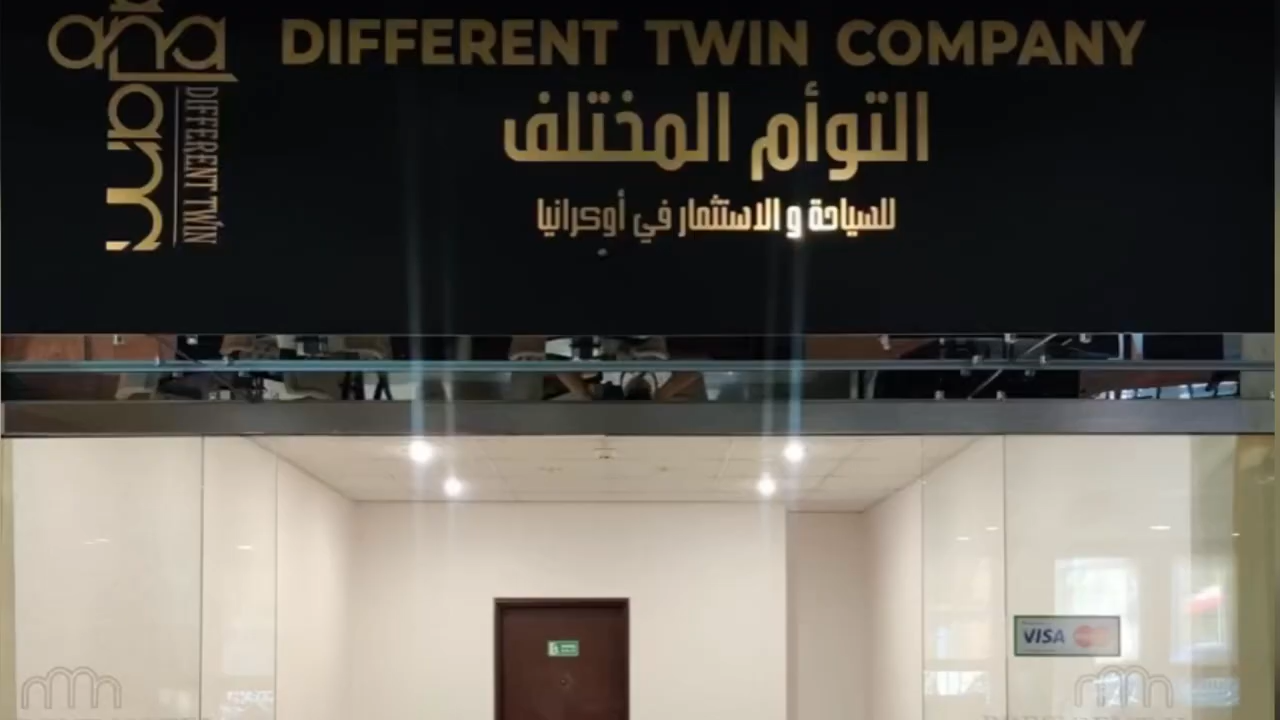 DIFFERENT TWIN COMPANY
التوأم المختلف
للسياحة و الاستثمار في أوكرانيا
DIFFERENT TWIN
VISA